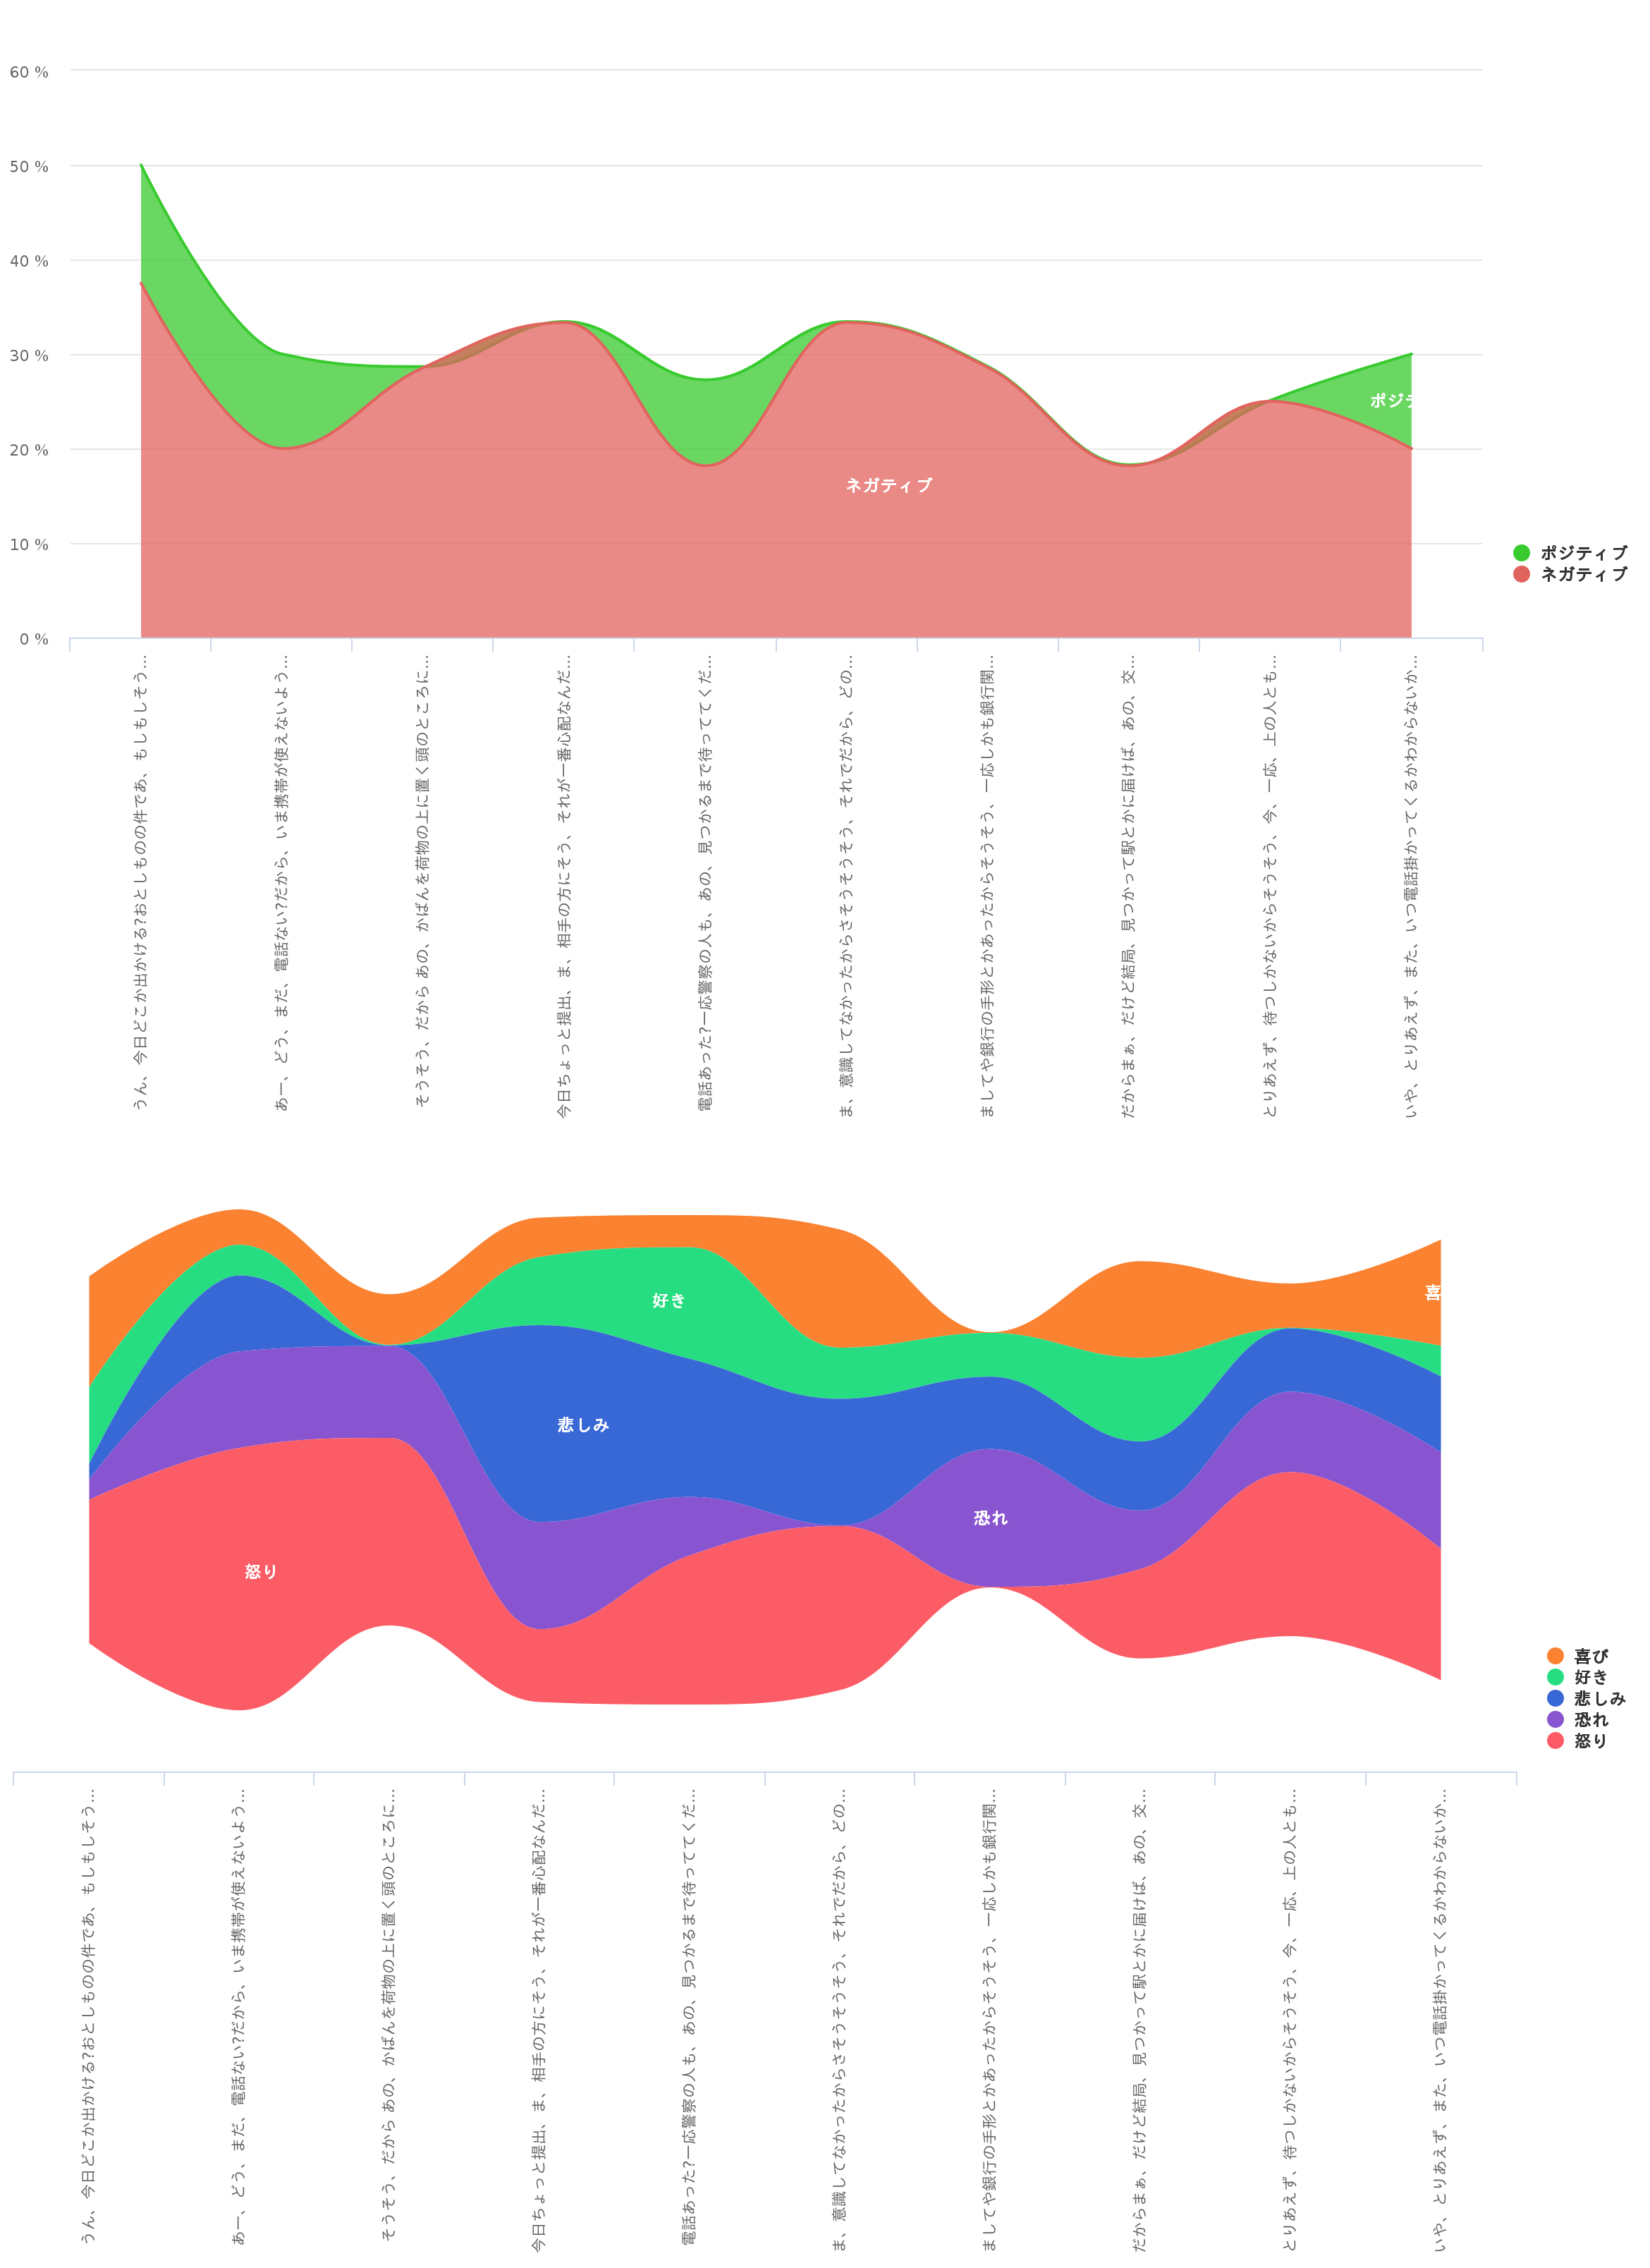 60 %
50 %
40 %
30 %
20 %
10 %
0 %
ポジテ
ネガティブ
ポジティブ
ネガティブ
うん、今日どこか出かける?おとしものの件であ、もしもしそう…
あー、どう、まだ、電話ない?だから、いま携帯が使えないよう…
そうそう、だから あの、かばんを荷物の上に置く頭のところに…
今日ちょっと提出、ま、相手の方にそう、それが一番心配なんだ…
電話あった?一応警察の人も、あの、見つかるまで待っててくだ…
ま、意識してなかったからさそうそうそう、それでだから、どの…
ましてや銀行の手形とかあったからそうそう、一応しかも銀行関…
だからまぁ、だけど結局、見つかって駅とかに届けば、あの、交…
とりあえず、待つしかないからそうそう、今、一応、上の人とも…
いや、とりあえず、また、いつ電話掛かってくるかわからないか…
喜
好き
悲しみ
恐れ
怒り
喜び
好き
悲しみ
恐れ
怒り
うん、今日どこか出かける?おとしものの件であ、もしもしそう…
あー、どう、まだ、電話ない?だから、いま携帯が使えないよう…
そうそう、だから あの、かばんを荷物の上に置く頭のところに…
今日ちょっと提出、ま、相手の方にそう、それが一番心配なんだ…
電話あった?一応警察の人も、あの、見つかるまで待っててくだ…
ま、意識してなかったからさそうそうそう、それでだから、どの…
ましてや銀行の手形とかあったからそうそう、一応しかも銀行関…
だからまぁ、だけど結局、見つかって駅とかに届けば、あの、交…
とりあえず、待つしかないからそうそう、今、一応、上の人とも…
いや、とりあえず、また、いつ電話掛かってくるかわからないか…